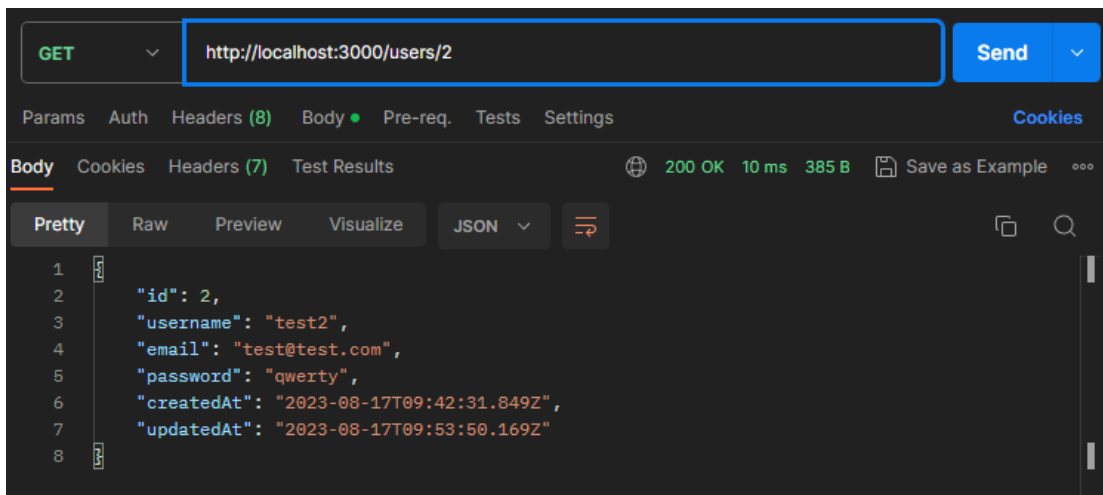 GET http://localhost:3000/users/2 Send
Params Auth Headers (8) Body Pre-req. Tests Settings Cookies
Body Cookies Headers (7) Test Results 200 OK 10 ms 385 B Save as Example
Pretty Raw Preview Visualize JSON
1 {
2 "id": 2,
3 "username": "test2",
4 "email": "test@test.com",
5 "password": "qwerty",
6 "createdAt": "2023-08-17T09:42:31.849Z",
7 "updatedAt": "2023-08-17T09:53:50.169Z"
8 }